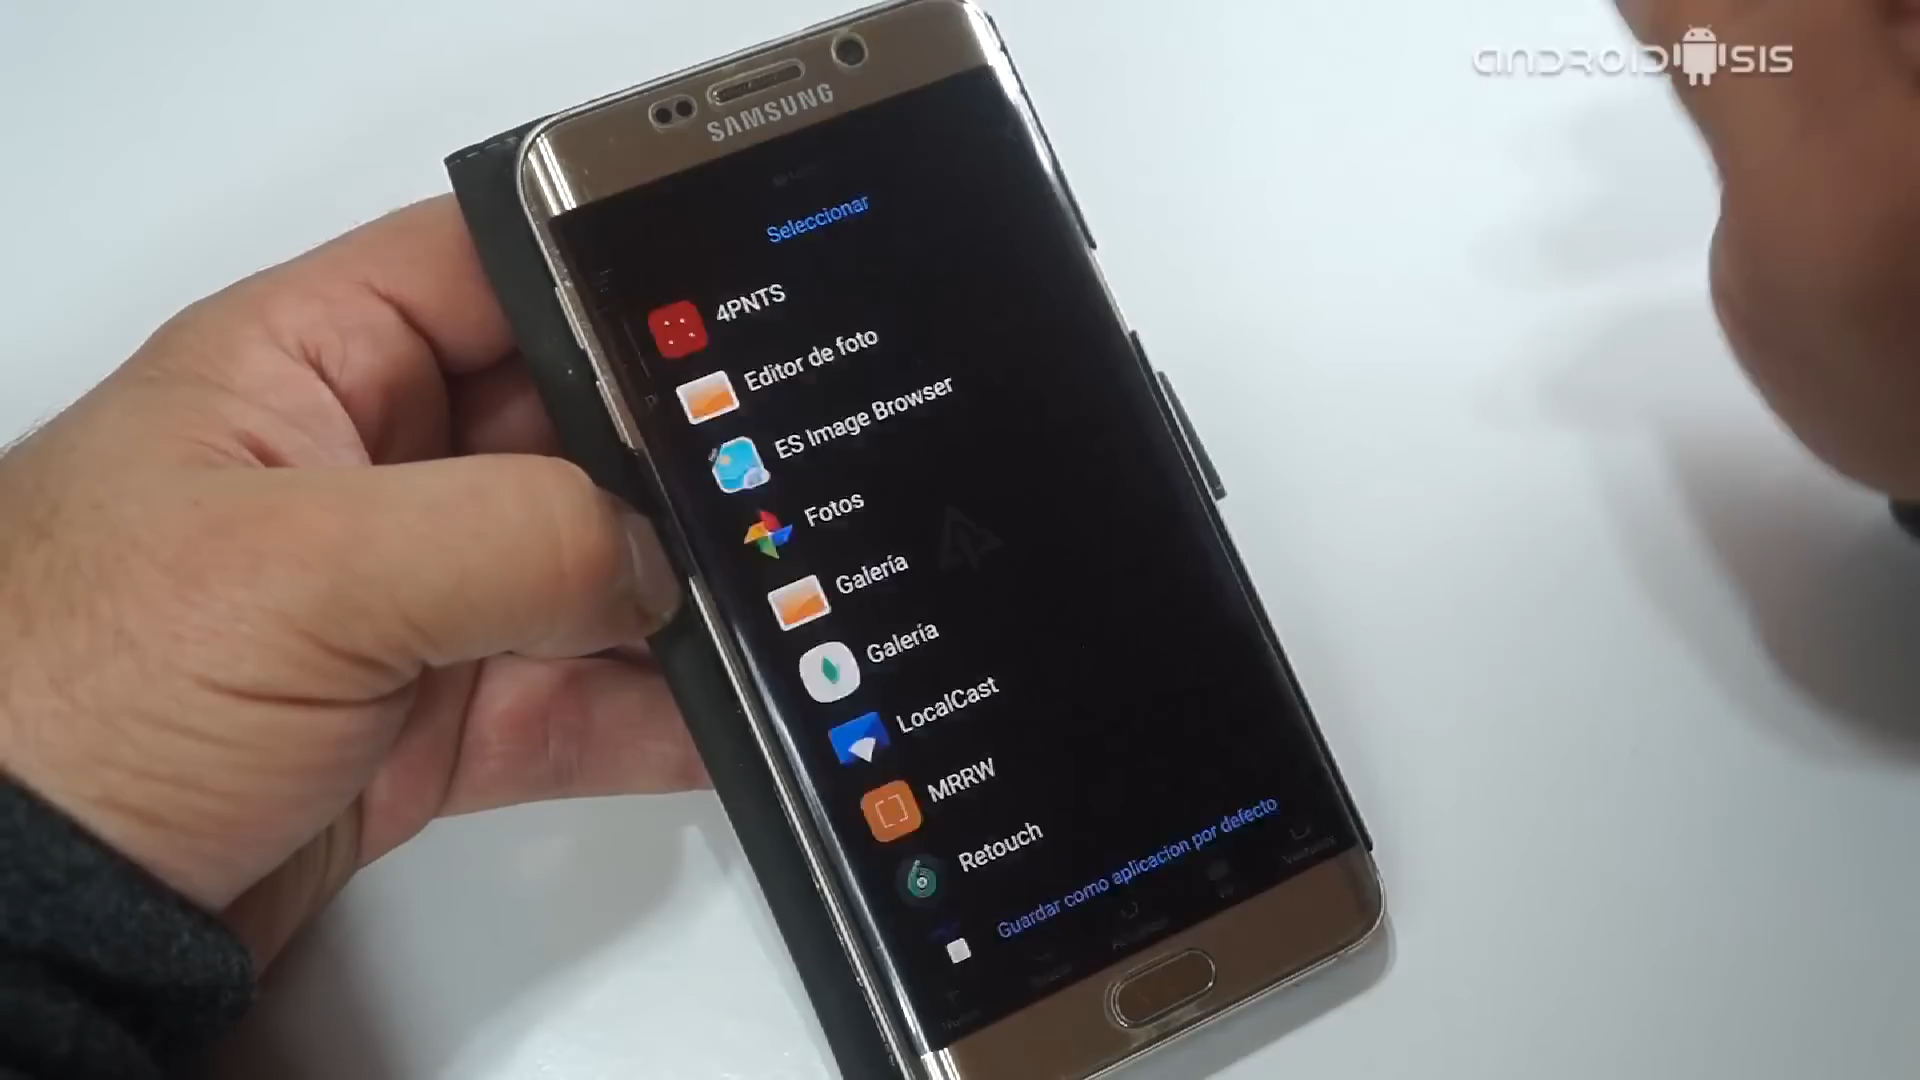 ANDROIDSIS
SAMSUNG
Seleccionar
4PNTS
Editor de foto
ES Image Browser
Fotos
Galería
Galería
LocalCast
MRRW
Retouch
Guardar como aplicacion por defecto